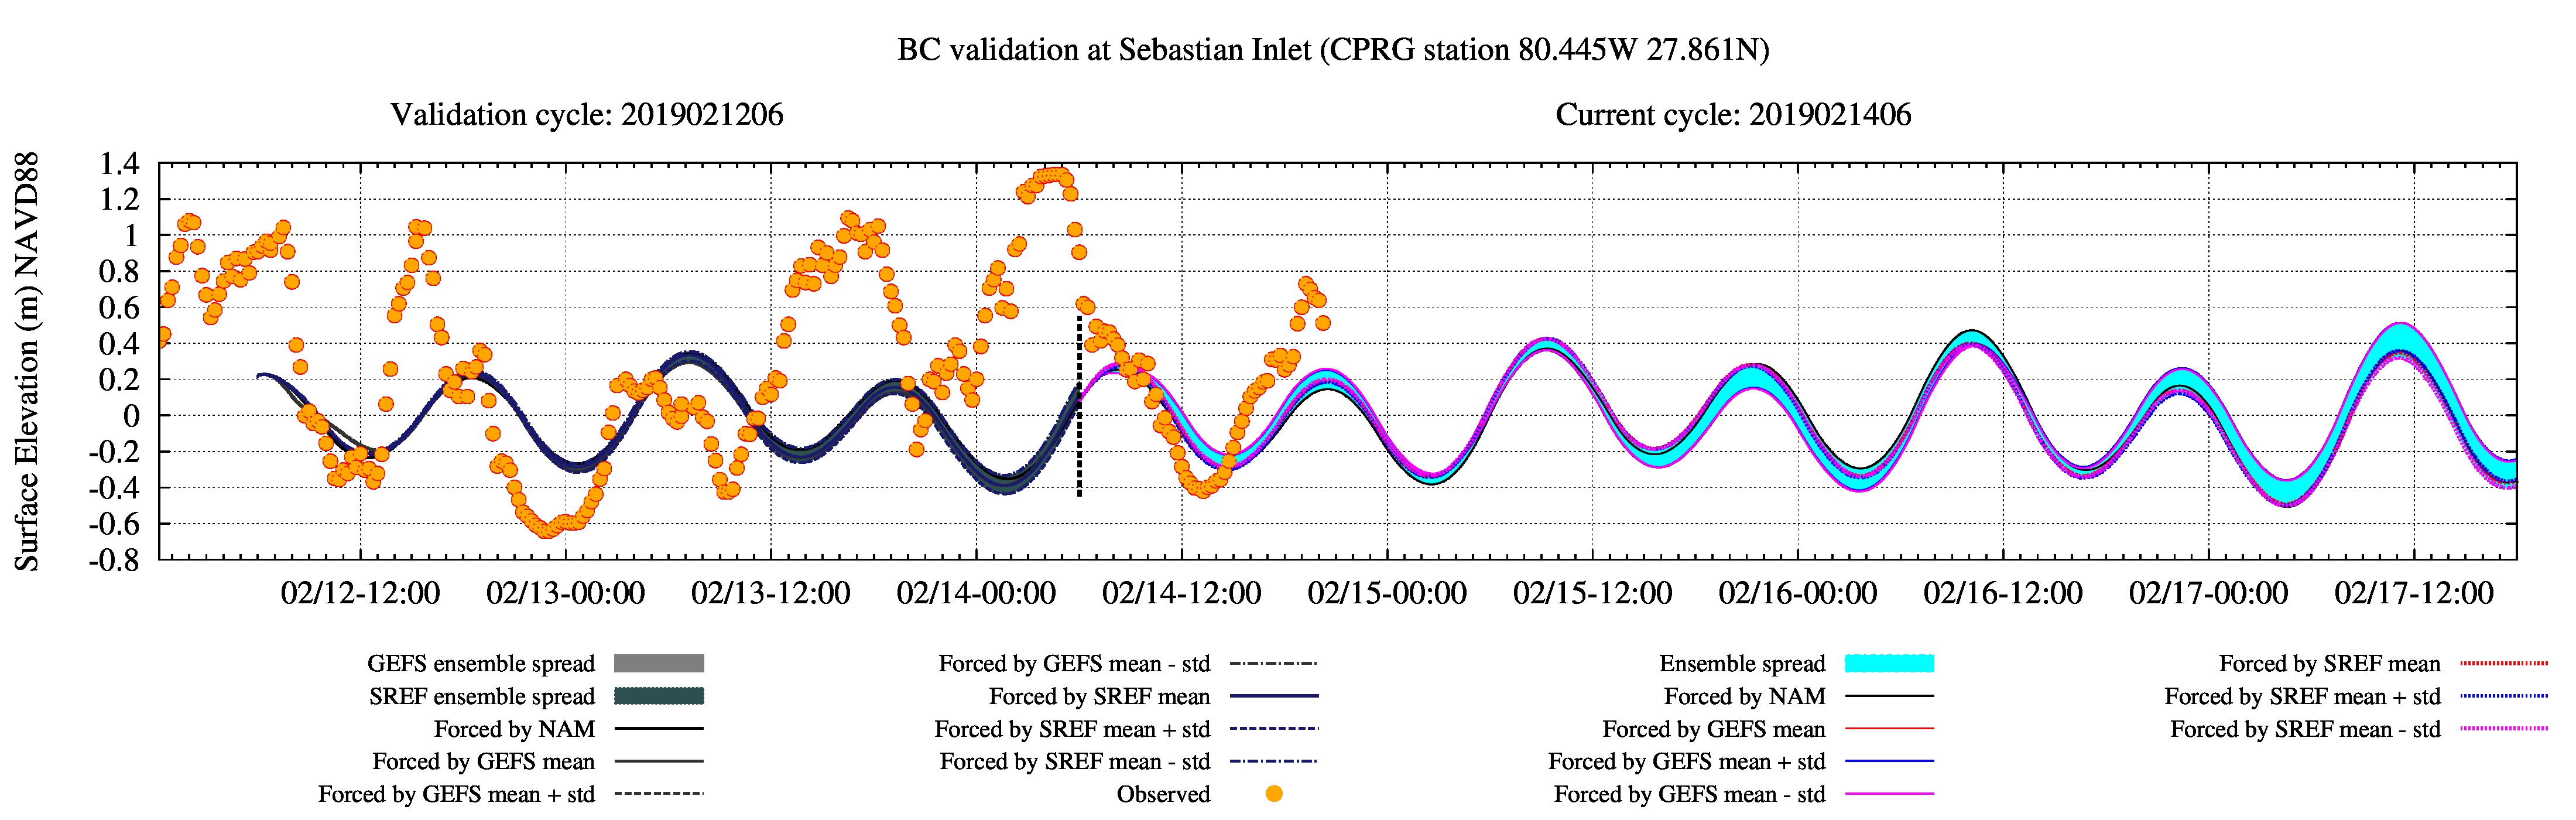 BC validation at Sebastian Inlet (CPRG station 80.445W 27.861N)
Validation cycle: 2019021206
Current cycle: 2019021406
Surface Elevation (m) NAVD88
1.4
1.2
1
0.8
0.6
0.4
0.2
0
-0.2
-0.4
-0.6
-0.8
02/12-12:00 02/13-00:00 02/13-12:00 02/14-00:00 02/14-12:00 02/15-00:00 02/15-12:00 02/16-00:00 02/16-12:00 02/17-00:00 02/17-12:00
GEFS ensemble spread
SREF ensemble spread
Forced by NAM
Forced by GEFS mean
Forced by GEFS mean + std
Forced by GEFS mean - std
Forced by SREF mean
Forced by SREF mean + std
Forced by SREF mean - std
Observed
Ensemble spread
Forced by NAM
Forced by GEFS mean
Forced by GEFS mean + std
Forced by GEFS mean - std
Forced by SREF mean
Forced by SREF mean + std
Forced by SREF mean - std